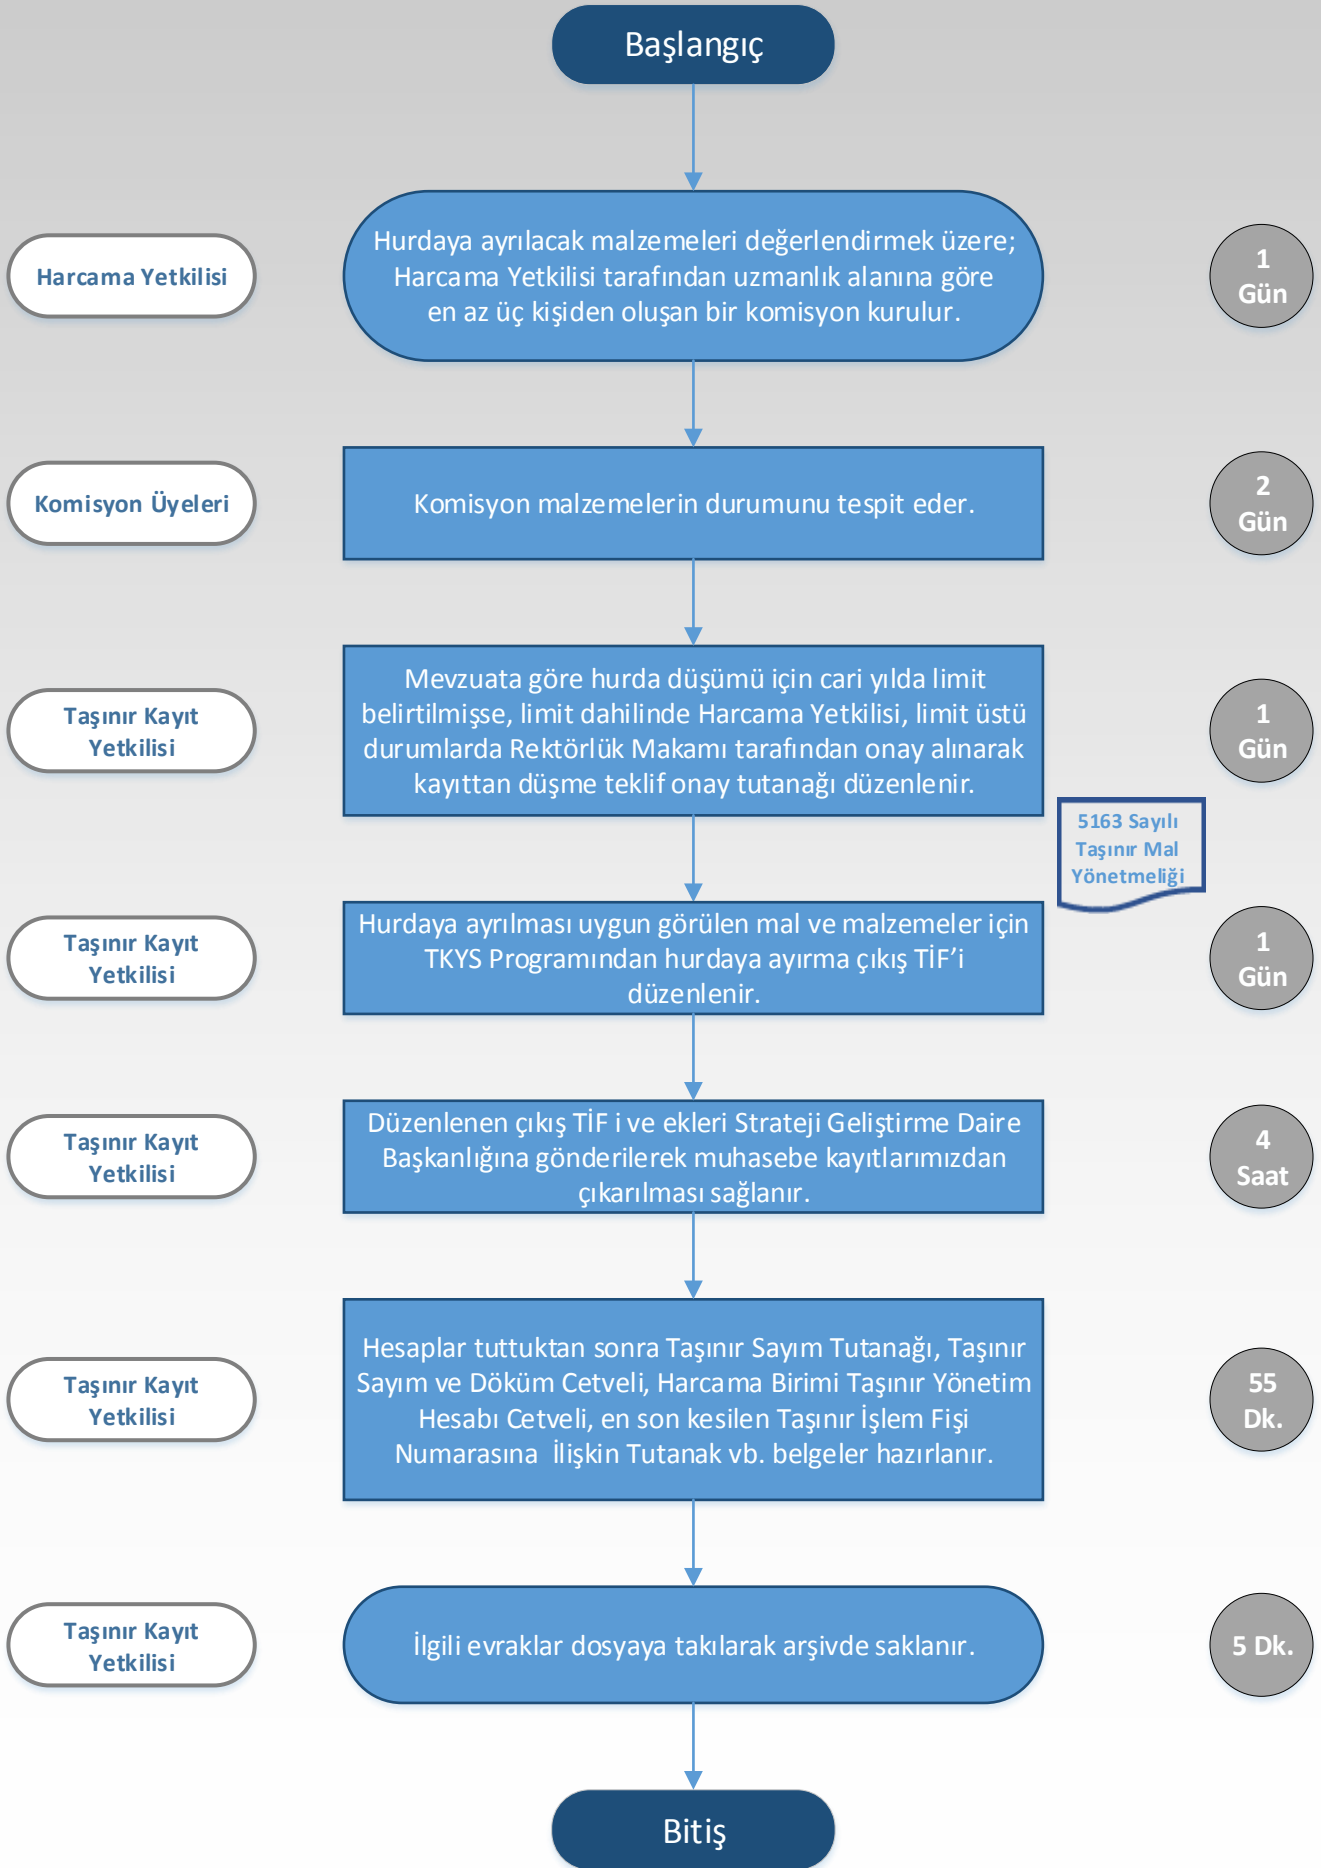 Başlangıç
Harcama Yetkilisi
Hurdaya ayrılacak malzemeleri değerlendirmek üzere;
Harcama Yetkilisi tarafından uzmanlık alanına göre
en az üç kişiden oluşan bir komisyon kurulur.
1
Gün
Komisyon Üyeleri
Komisyon malzemelerin durumunu tespit eder.
2
Gün
Taşınır Kayıt
Yetkilisi
Mevzuata göre hurda düşümü için cari yılda limit
belirtilmişse, limit dahilinde Harcama Yetkilisi, limit üstü
durumlarda Rektörlük Makamı tarafından onay alınarak
kayıttan düşme teklif onay tutanağı düzenlenir.
1
Gün
5163 Sayılı
Taşınır Mal
Yönetmeliği
Taşınır Kayıt
Yetkilisi
Hurdaya ayrılması uygun görülen mal ve malzemeler için
TKYS Programından hurdaya ayırma çıkış TİF’i
düzenlenir.
1
Gün
Taşınır Kayıt
Yetkilisi
Düzenlenen çıkış TİF i ve ekleri Strateji Geliştirme Daire
Başkanlığına gönderilerek muhasebe kayıtlarımızdan
çıkarılması sağlanır.
4
Saat
Taşınır Kayıt
Yetkilisi
Hesaplar tuttuktan sonra Taşınır Sayım Tutanağı, Taşınır
Sayım ve Döküm Cetveli, Harcama Birimi Taşınır Yönetim
Hesabı Cetveli, en son kesilen Taşınır İşlem Fişi
Numarasına İlişkin Tutanak vb. belgeler hazırlanır.
55
Dk.
Taşınır Kayıt
Yetkilisi
İlgili evraklar dosyaya takılarak arşivde saklanır.
5 Dk.
Bitiş